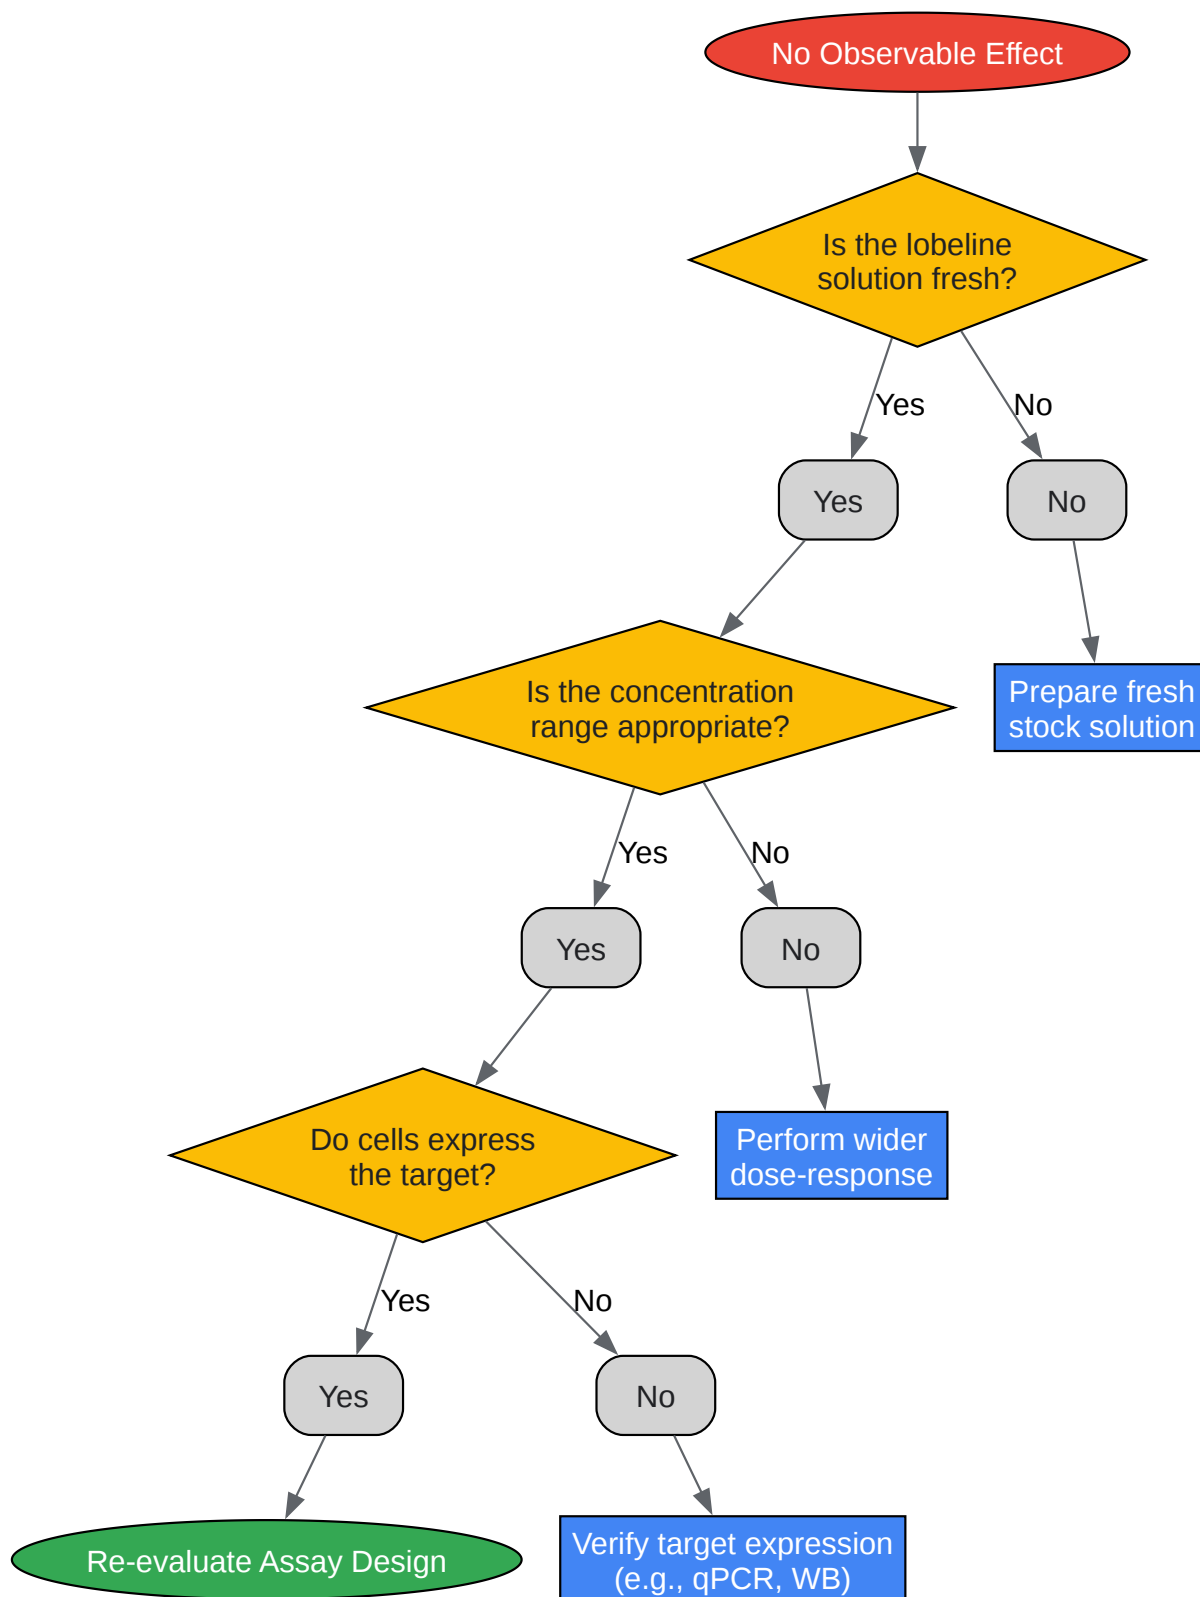 No Observable Effect
Is the lobeline
solution fresh?
Yes
No
Yes
No
Is the concentration
range appropriate?
Prepare fresh
stock solution
Yes
No
Yes
No
Do cells express
the target?
Perform wider
dose-response
Yes
No
Yes
No
Re-evaluate Assay Design
Verify target expression
(e.g., qPCR, WB)